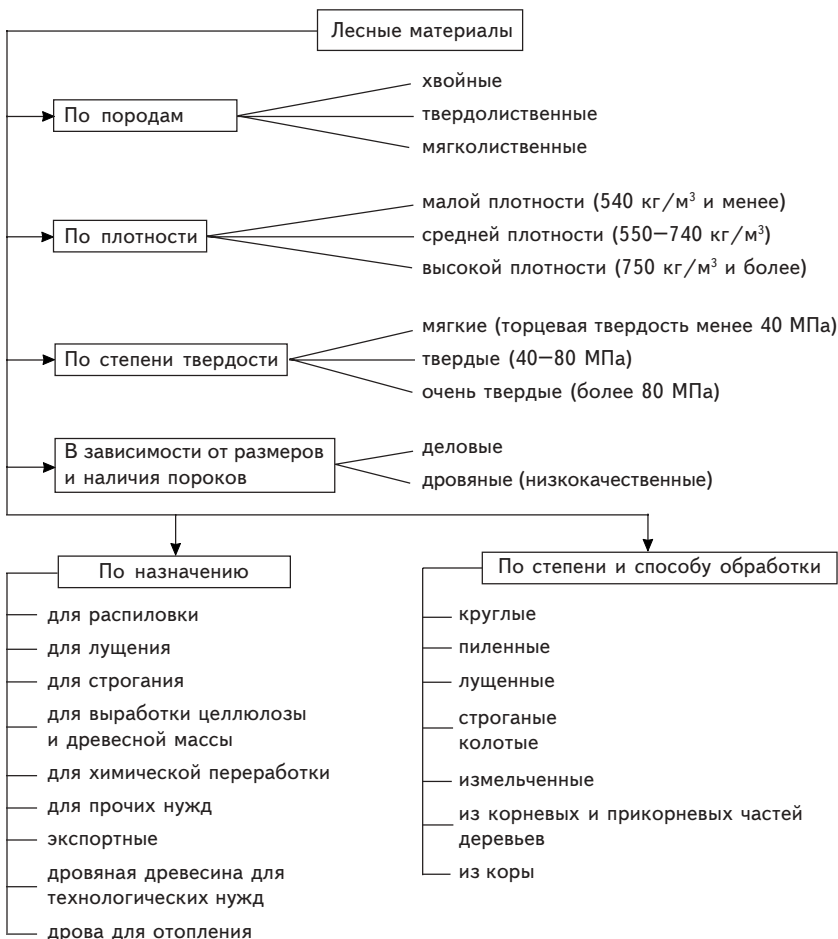 Лесные материалы
По породам
хвойные
твердолиственные
мягколиственные
По плотности
малой плотности (540 кг/м³ и менее)
средней плотности (550—740 кг/м³)
высокой плотности (750 кг/м³ и более)
По степени твердости
мягкие (торцевая твердость менее 40 МПа)
твердые (40—80 МПа)
очень твердые (более 80 МПа)
В зависимости от размеров
и наличия пороков
деловые
дровяные (низкокачественные)
По назначению
для распиловки
для лущения
для строгания
для выработки целлюлозы
и древесной массы
для химической переработки
для прочих нужд
экспортные
дровяная древесина для
технологических нужд
дрова для отопления
По степени и способу обработки
круглые
пиленные
лущенные
строганые
колотые
измельченные
из корневых и прикорневых частей
деревьев
из коры